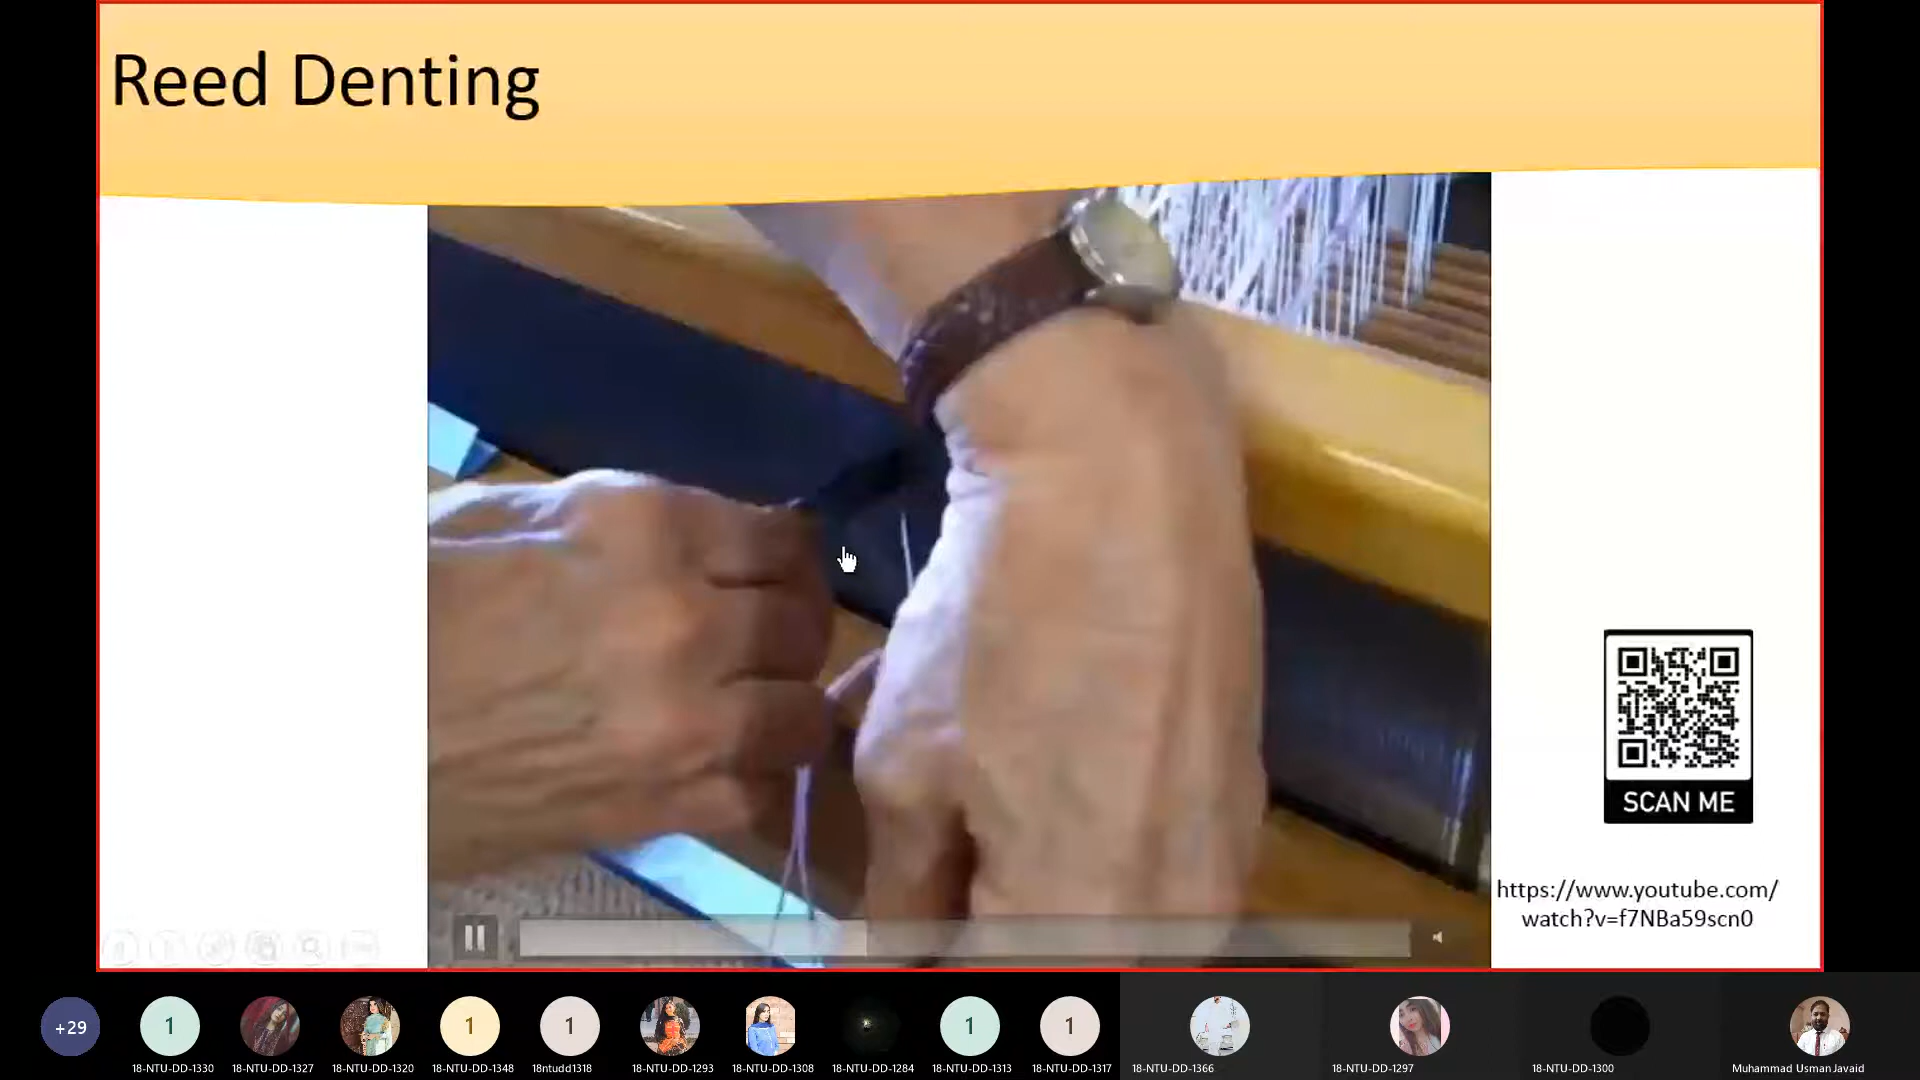 Reed Denting
SCAN ME
https://www.youtube.com/
watch?v=f7NBa59scn0
+29
1
1
1
1
1
18-NTU-DD-1330
18-NTU-DD-1327
18-NTU-DD-1320
18-NTU-DD-1348
18ntudd1318
18-NTU-DD-1293
18-NTU-DD-1308
18-NTU-DD-1284
18-NTU-DD-1313
18-NTU-DD-1317
18-NTU-DD-1366
18-NTU-DD-1297
18-NTU-DD-1300
Muhammad Usman Javaid